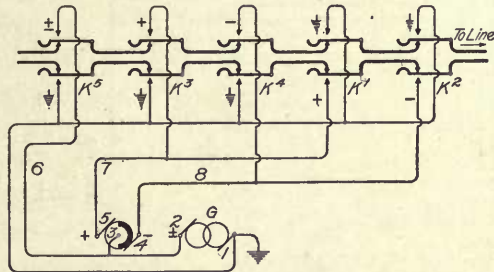 ± + −
To Line
K⁵ K³ K⁴ K¹ K²
+ −
6 7 8
+ 5 3 4 − 2 ± G 1